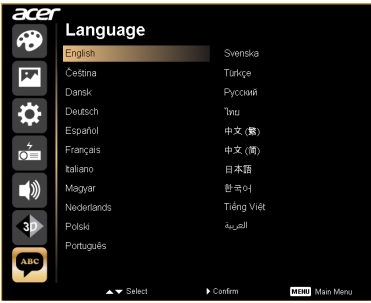 acer
Language
English
Čeština
Dansk
Deutsch
Español
Français
Italiano
Magyar
Nederlands
Polski
Português
Svenska
Türkçe
Русский
ไทย
中文 (繁)
中文 (简)
日本語
한국어
Tiếng Việt
العربية
3D
ABC
Select
Confirm
MENU Main Menu